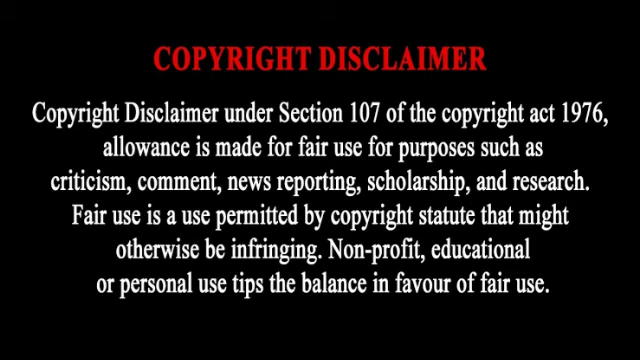 COPYRIGHT DISCLAIMER
Copyright Disclaimer under Section 107 of the copyright act 1976,
allowance is made for fair use for purposes such as
criticism, comment, news reporting, scholarship, and research.
Fair use is a use permitted by copyright statute that might
otherwise be infringing. Non-profit, educational
or personal use tips the balance in favour of fair use.